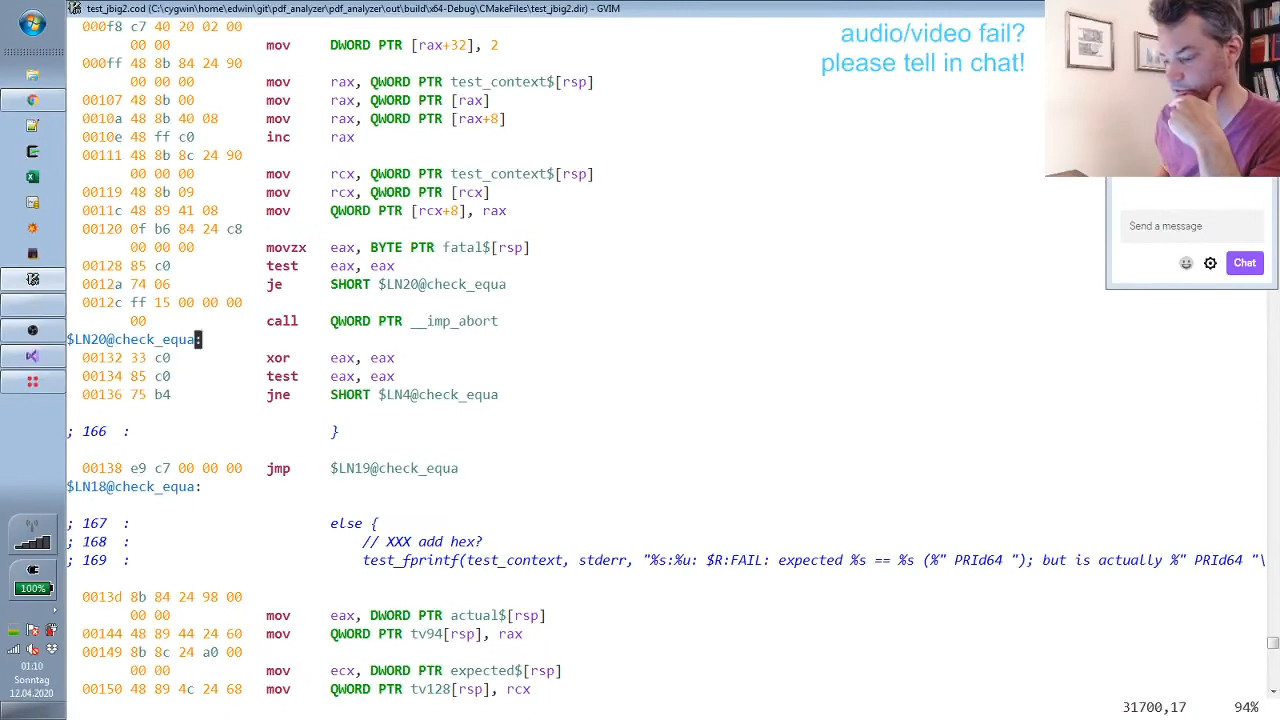 test_jbig2.cod (C:\cygwin\home\edwin\git\pdf_analyzer\pdf_analyzer\out\build\x64-Debug\CMakeFiles\test_jbig2.dir) - GVIM
audio/video fail?
please tell in chat!
000f8 c7 40 20 02 00
00 00 mov DWORD PTR [rax+32], 2
000ff 48 8b 84 24 90
00 00 00 mov rax, QWORD PTR test_context$[rsp]
00107 48 8b 00 mov rax, QWORD PTR [rax]
0010a 48 8b 40 08 mov rax, QWORD PTR [rax+8]
0010e 48 ff c0 inc rax
00111 48 8b 8c 24 90
00 00 00 mov rcx, QWORD PTR test_context$[rsp]
00119 48 8b 09 mov rcx, QWORD PTR [rcx]
0011c 48 89 41 08 mov QWORD PTR [rcx+8], rax
00120 0f b6 84 24 c8
00 00 00 movzx eax, BYTE PTR fatal$[rsp]
00128 85 c0 test eax, eax
0012a 74 06 je SHORT $LN20@check_equa
0012c ff 15 00 00 00
00 call QWORD PTR __imp_abort
$LN20@check_equa:
00132 33 c0 xor eax, eax
00134 85 c0 test eax, eax
00136 75 b4 jne SHORT $LN4@check_equa
; 166 : }
00138 e9 c7 00 00 00 jmp $LN19@check_equa
$LN18@check_equa:
; 167 : else {
; 168 : // XXX add hex?
; 169 : test_fprintf(test_context, stderr, "%s:%u: $R:FAIL: expected %s == %s (%" PRId64 "); but is actually %" PRId64 "\
0013d 8b 84 24 98 00
00 00 mov eax, DWORD PTR actual$[rsp]
00144 48 89 44 24 60 mov QWORD PTR tv94[rsp], rax
00149 8b 8c 24 a0 00
00 00 mov ecx, DWORD PTR expected$[rsp]
00150 48 89 4c 24 68 mov QWORD PTR tv128[rsp], rcx
31700,17 94%
Send a message
Chat
100%
01:10
Sonntag
12.04.2020